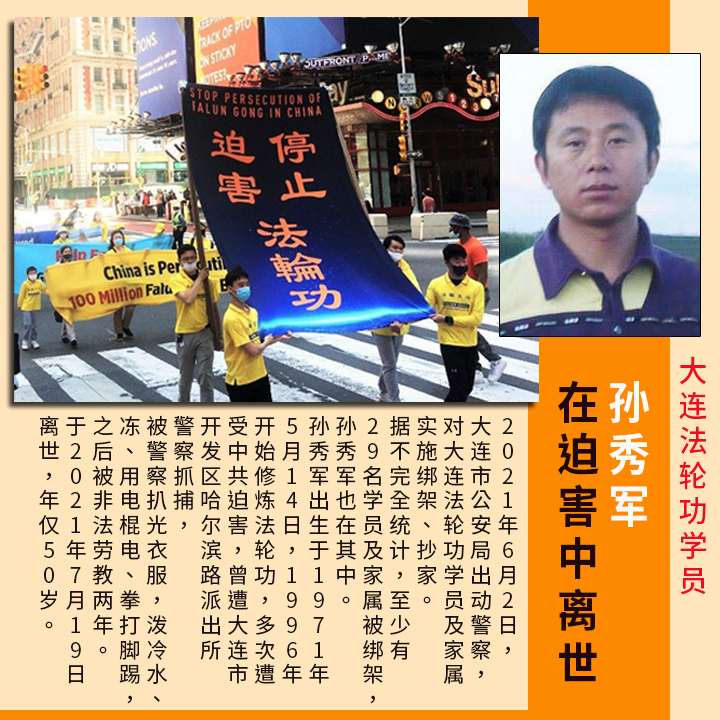 大连法轮功学员
孙秀军
在迫害中离世
2021年6月2日，
大连市公安局出动警察，
对大连法轮功学员及家属
实施绑架、抄家。
据不完全统计，至少有
29名学员及家属被绑架，
孙秀军也在其中。
孙秀军出生于1971年
5月14日，1996年
开始修炼法轮功，多次遭
受中共迫害，曾遭大连市
开发区哈尔滨路派出所
警察抓捕，
被警察扒光衣服，泼冷水、
冻、用电棍电、拳打脚踢，
之后被非法劳教两年。
于2021年7月19日
离世，年仅50岁。
STOP PERSECUTION OF
FALUN GONG IN CHINA
停止
迫害
法輪功
China is
100 Million
Help
OUTFRONT
TRACK OF PTO
ON STICKY
NEWS